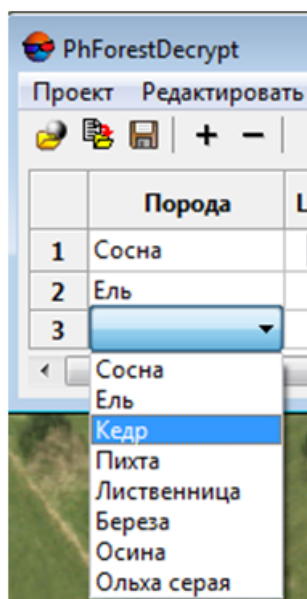 PhForestDecrypt
Проект Редактировать
+ −
Порода
1 Сосна
2 Ель
3
Сосна
Ель
Кедр
Пихта
Лиственница
Береза
Осина
Ольха серая